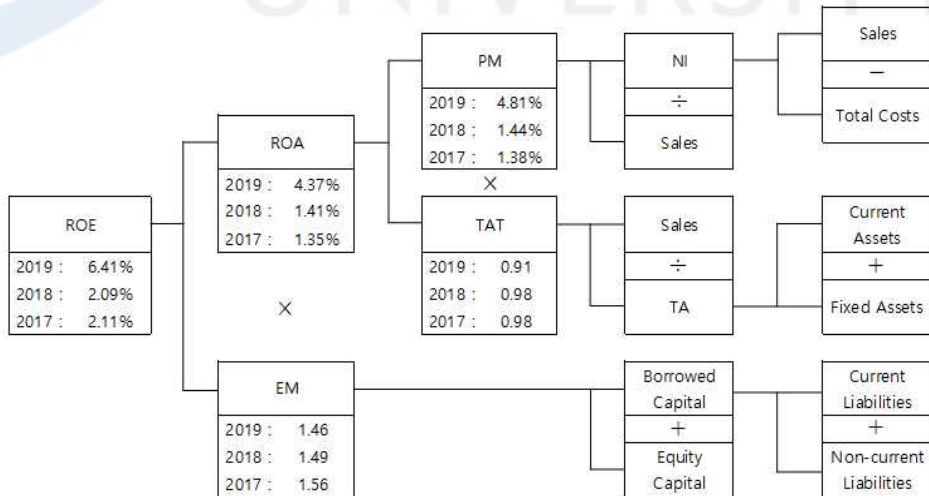 UNIVERSITY
Sales
−
Total Costs
NI
÷
Sales
PM
2019 : 4.81%
2018 : 1.44%
2017 : 1.38%
×
ROA
2019 : 4.37%
2018 : 1.41%
2017 : 1.35%
×
ROE
2019 : 6.41%
2018 : 2.09%
2017 : 2.11%
TAT
2019 : 0.91
2018 : 0.98
2017 : 0.98
Sales
÷
TA
Current
Assets
+
Fixed Assets
EM
2019 : 1.46
2018 : 1.49
2017 : 1.56
Borrowed
Capital
+
Equity
Capital
Current
Liabilities
+
Non-current
Liabilities